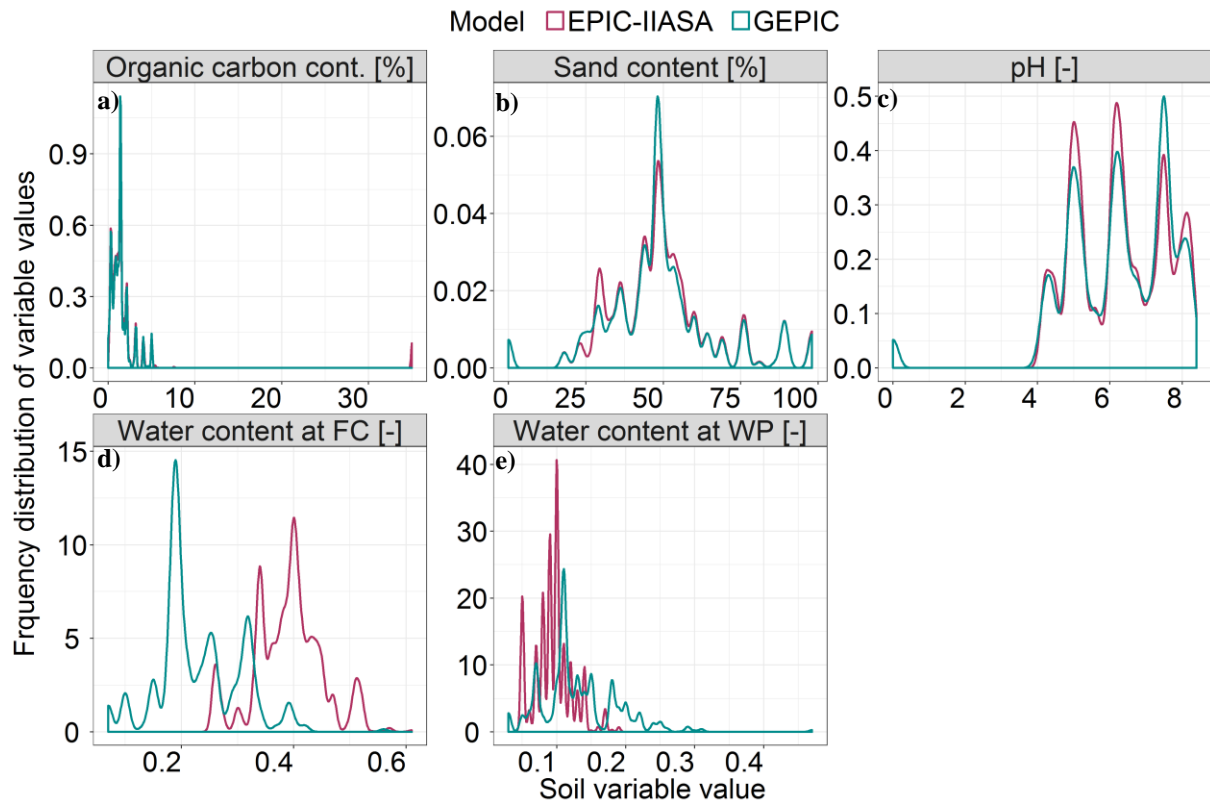 Model EPIC-IIASA GEPIC
Organic carbon cont. [%]
Sand content [%]
pH [-]
a)
b)
c)
0.9
0.6
0.3
0.0
0.06
0.04
0.02
0.00
0.5
0.4
0.3
0.2
0.1
0.0
0 10 20 30
0 25 50 75 100
0 2 4 6 8
Water content at FC [-]
Water content at WP [-]
d)
e)
15
10
5
0
40
30
20
10
0
0.2 0.4 0.6
0.1 0.2 0.3 0.4
Frquency distribution of variable values
Soil variable value